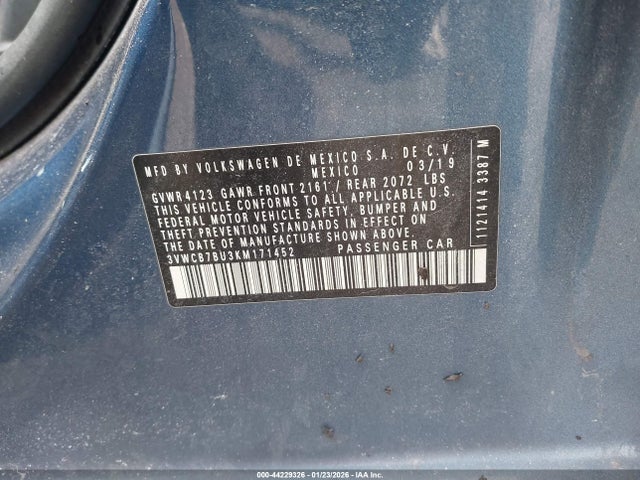 MFD BY VOLKSWAGEN DE MEXICO S.A. DE C.V.
MEXICO 03/19
GVWR 4123 GAWR FRONT 2161 / REAR 2072 LBS
THIS VEHICLE CONFORMS TO ALL APPLICABLE U.S.
FEDERAL MOTOR VEHICLE SAFETY, BUMPER AND
THEFT PREVENTION STANDARDS IN EFFECT ON
THE DATE OF MANUFACTURE SHOWN ABOVE.
3VWCB7BU3KM171452 PASSENGER CAR
1121414 3387 M
000-44229326 - 01/23/2026 - IAA Inc.